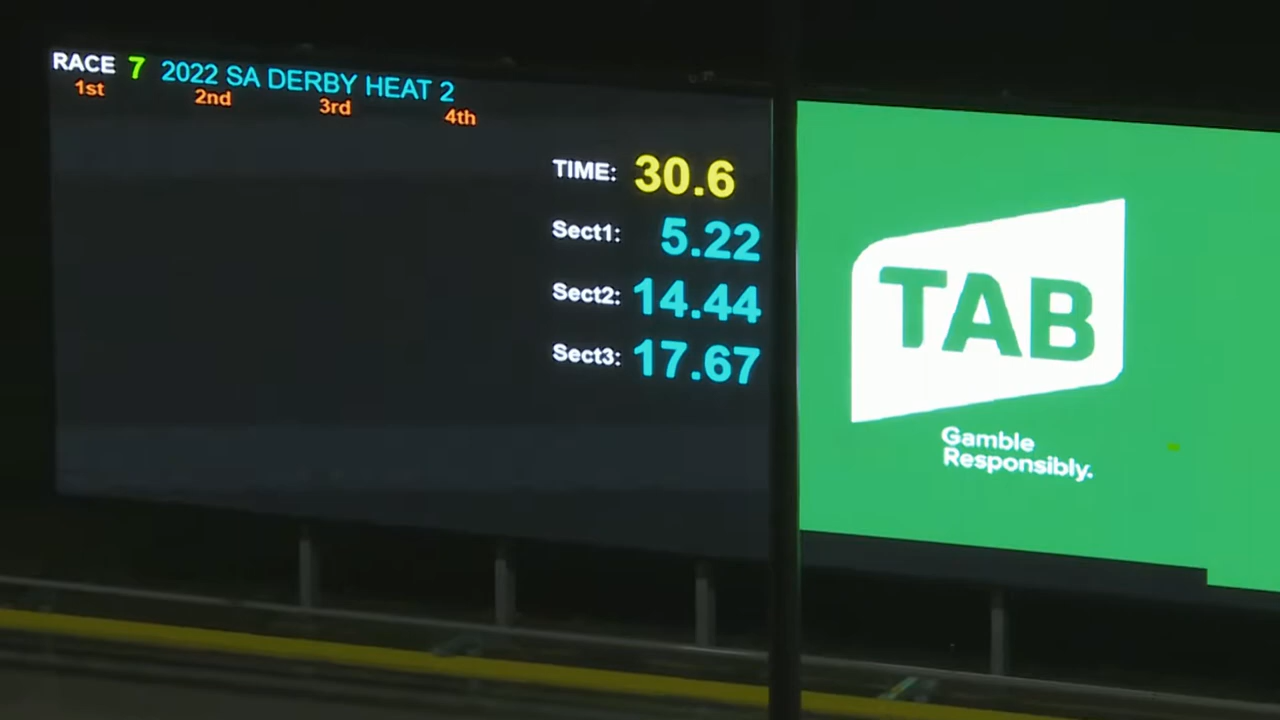 RACE 7 2022 SA DERBY HEAT 2
1st 2nd 3rd 4th
TIME: 30.6
Sect1: 5.22
Sect2: 14.44
Sect3: 17.67
TAB
Gamble
Responsibly.